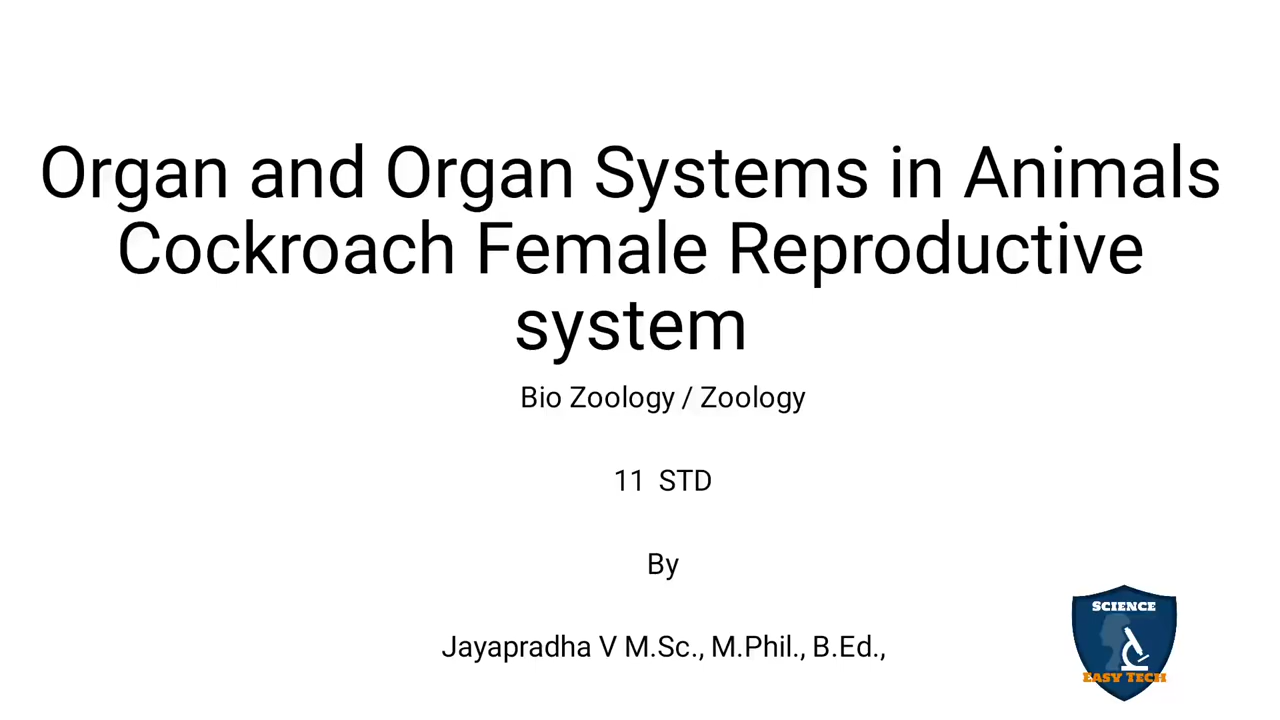 Organ and Organ Systems in Animals
Cockroach Female Reproductive
system
Bio Zoology / Zoology
11 STD
By
Jayapradha V M.Sc., M.Phil., B.Ed.,
SCIENCE
EASY TECH